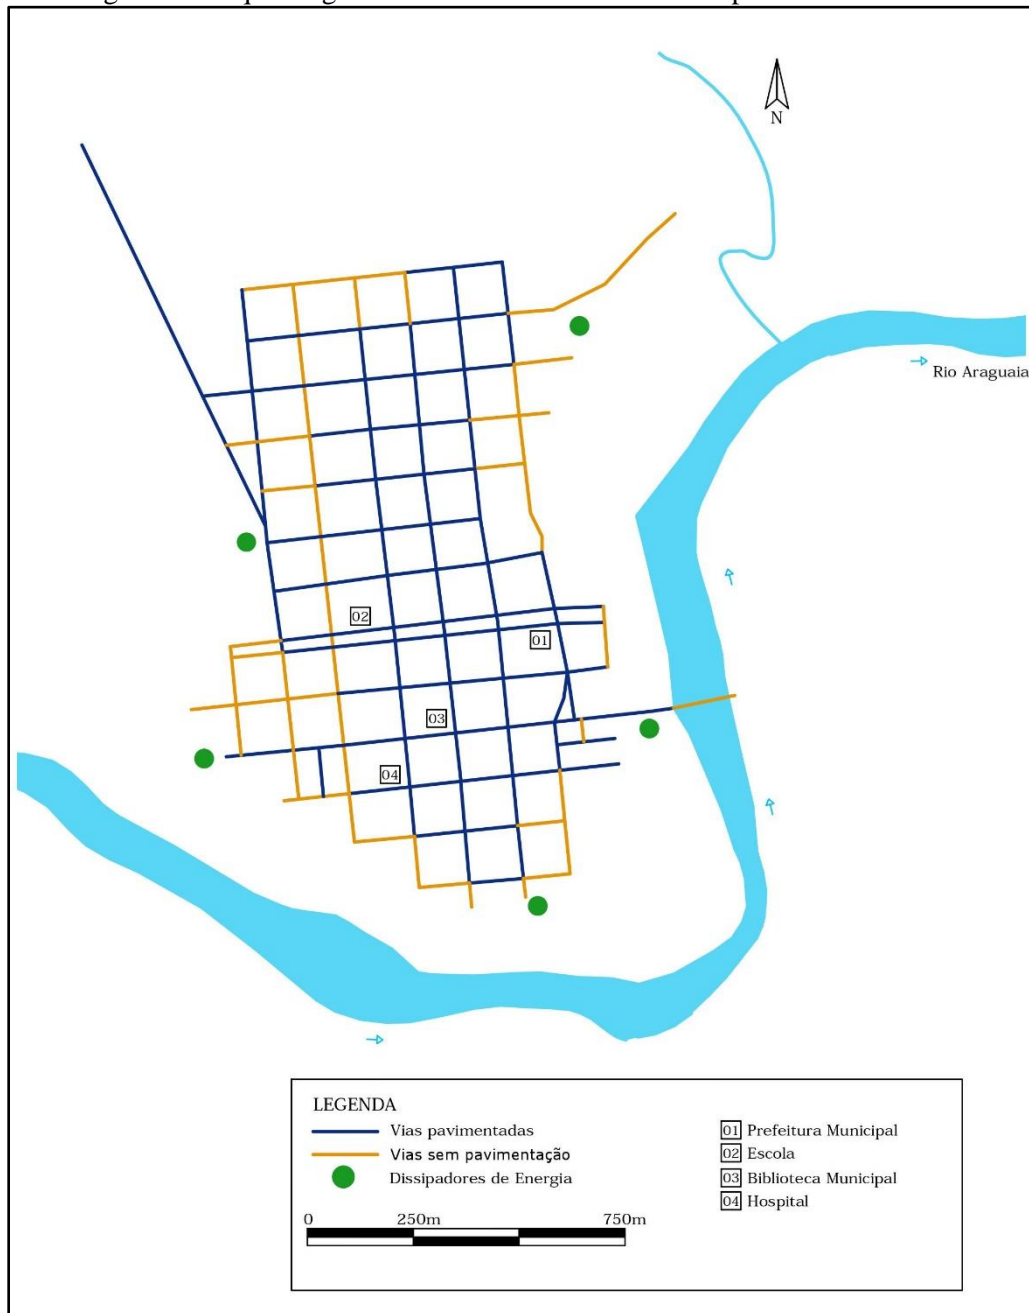 N
Rio Araguaia
02
01
03
04
LEGENDA
Vias pavimentadas
Vias sem pavimentação
Dissipadores de Energia
01 Prefeitura Municipal
02 Escola
03 Biblioteca Municipal
04 Hospital
0 250m 750m